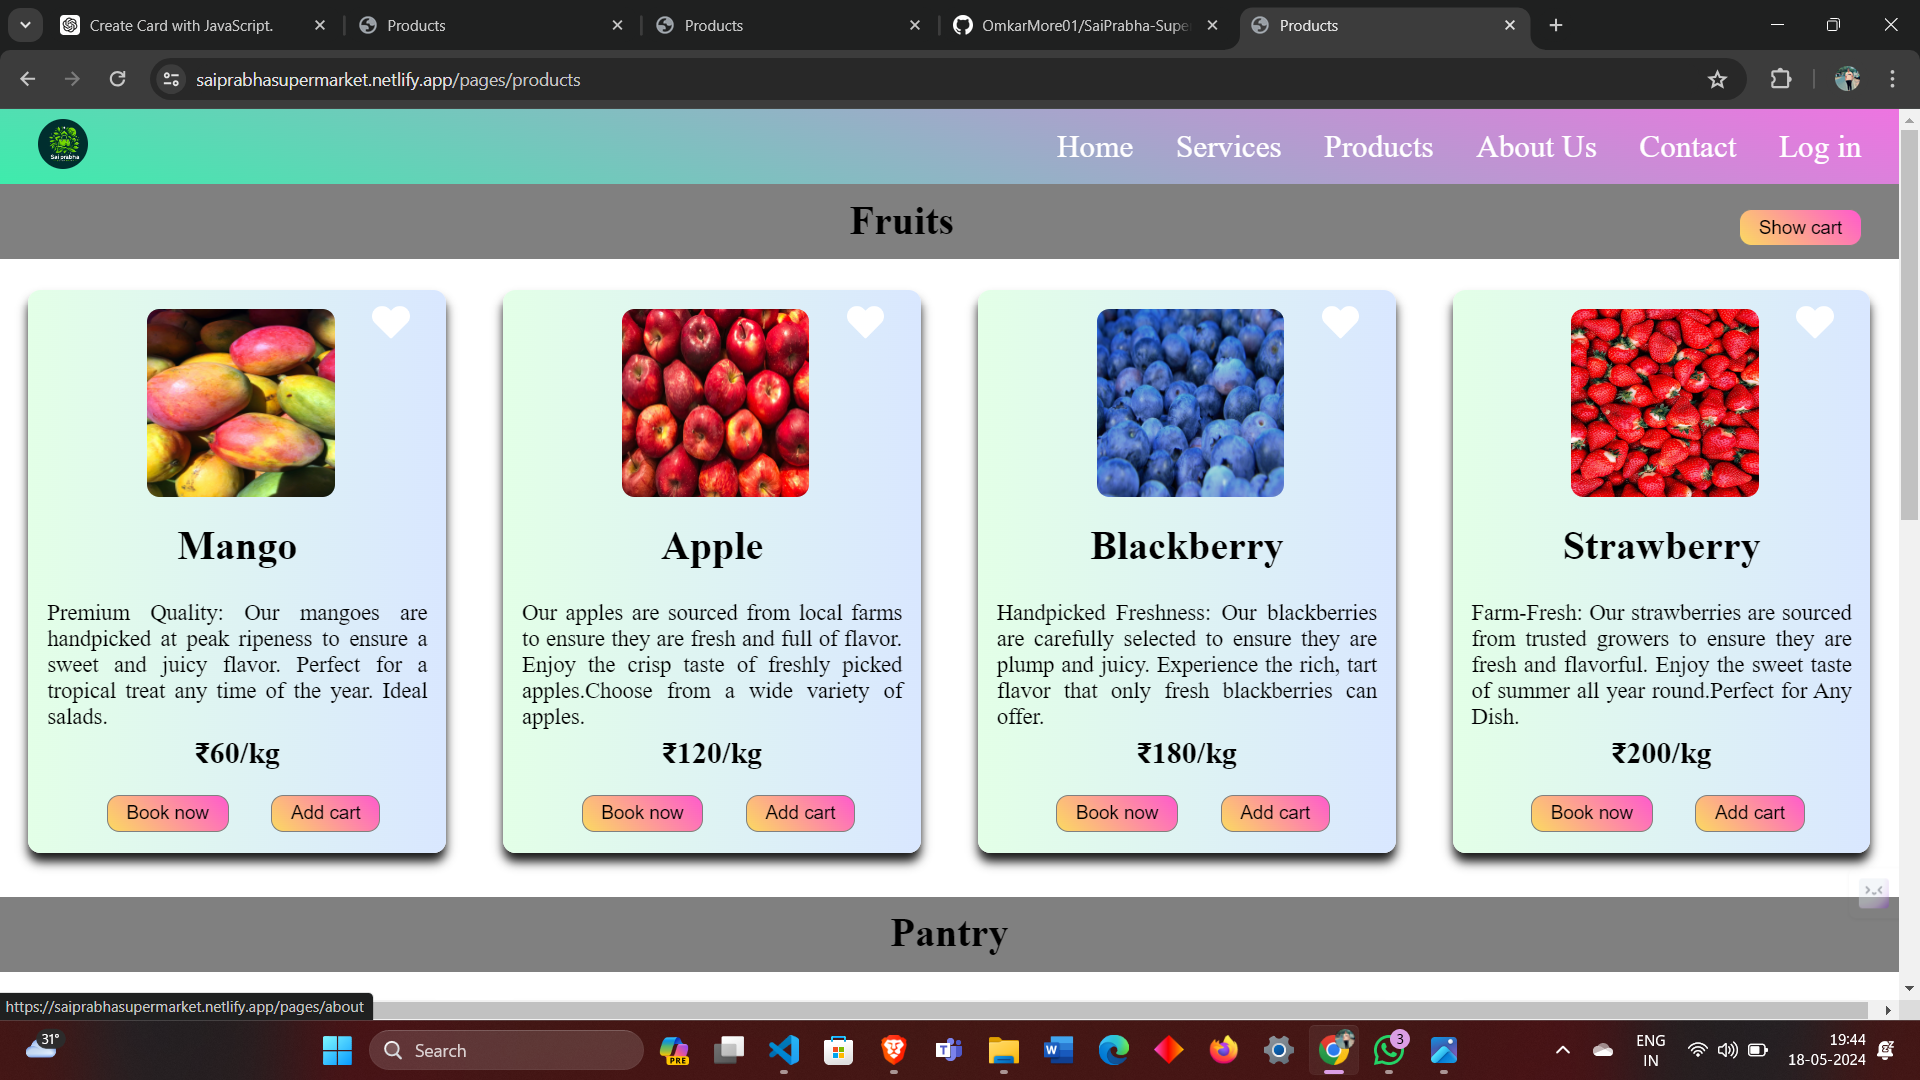 Create Card with JavaScript.
Products
Products
OmkarMore01/SaiPrabha-Supe
Products
saiprabhasupermarket.netlify.app/pages/products
Sai prabha
Home
Services
Products
About Us
Contact
Log in
Fruits
Show cart
Mango
Premium Quality: Our mangoes are
handpicked at peak ripeness to ensure a
sweet and juicy flavor. Perfect for a
tropical treat any time of the year. Ideal
salads.
₹60/kg
Book now
Add cart
Apple
Our apples are sourced from local farms
to ensure they are fresh and full of flavor.
Enjoy the crisp taste of freshly picked
apples.Choose from a wide variety of
apples.
₹120/kg
Book now
Add cart
Blackberry
Handpicked Freshness: Our blackberries
are carefully selected to ensure they are
plump and juicy. Experience the rich, tart
flavor that only fresh blackberries can
offer.
₹180/kg
Book now
Add cart
Strawberry
Farm-Fresh: Our strawberries are sourced
from trusted growers to ensure they are
fresh and flavorful. Enjoy the sweet taste
of summer all year round.Perfect for Any
Dish.
₹200/kg
Book now
Add cart
Pantry
https://saiprabhasupermarket.netlify.app/pages/about
31°
Search
PRE
3
ENG
IN
19:44
18-05-2024